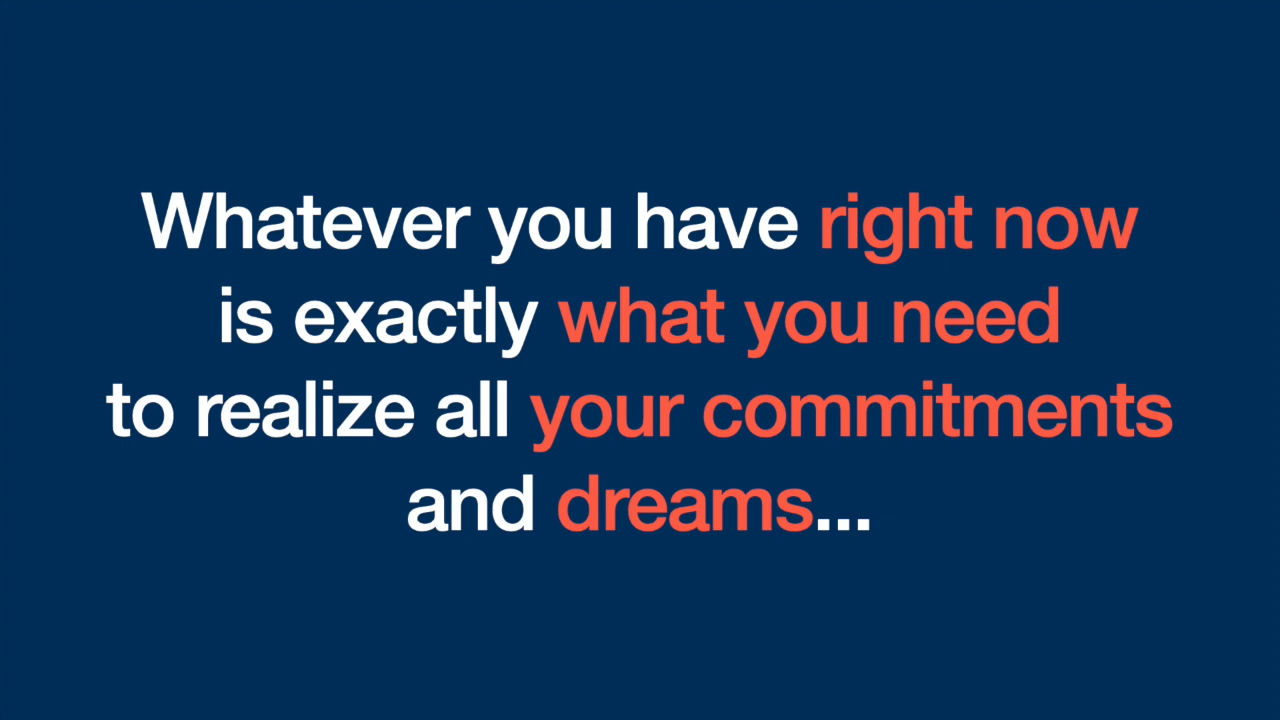 Whatever you have right now
is exactly what you need
to realize all your commitments
and dreams...